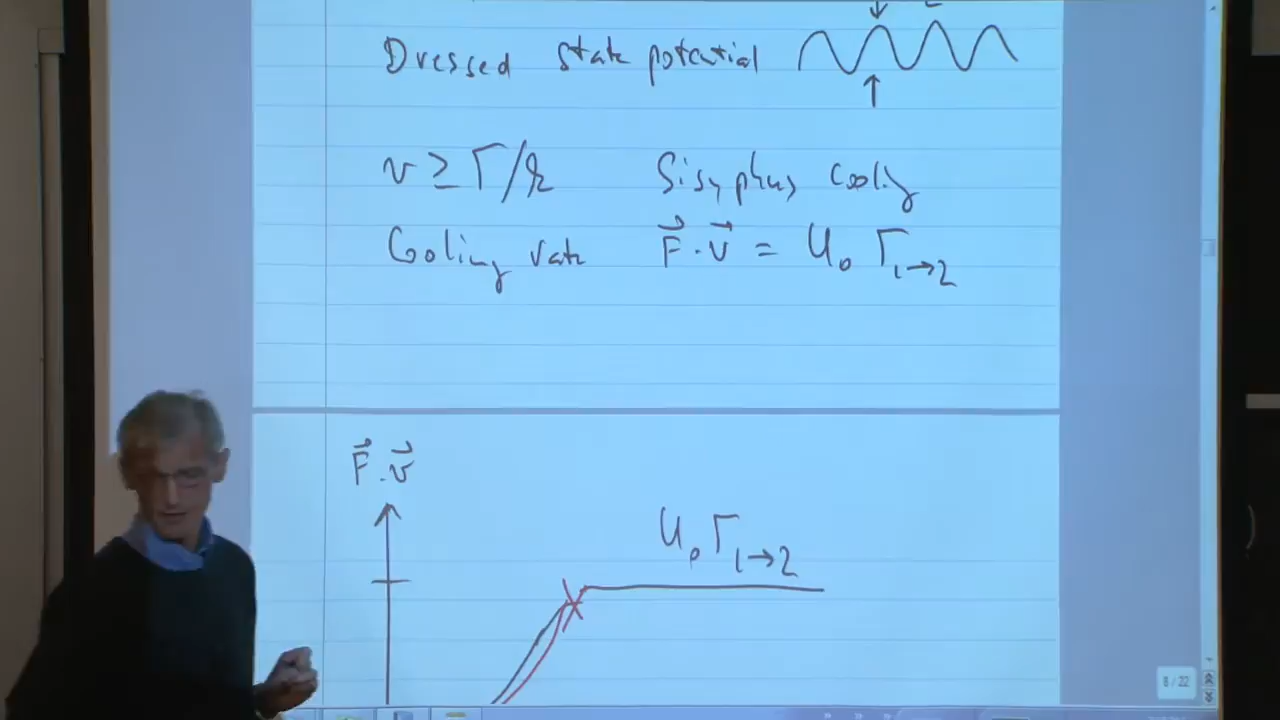 Dressed state potential
v ≥ Γ/k Sisyphus cooling
Cooling rate F⃗ · v⃗ = U₀ Γ₁→₂
F⃗ · v⃗
U₀ Γ₁→₂
8 / 22